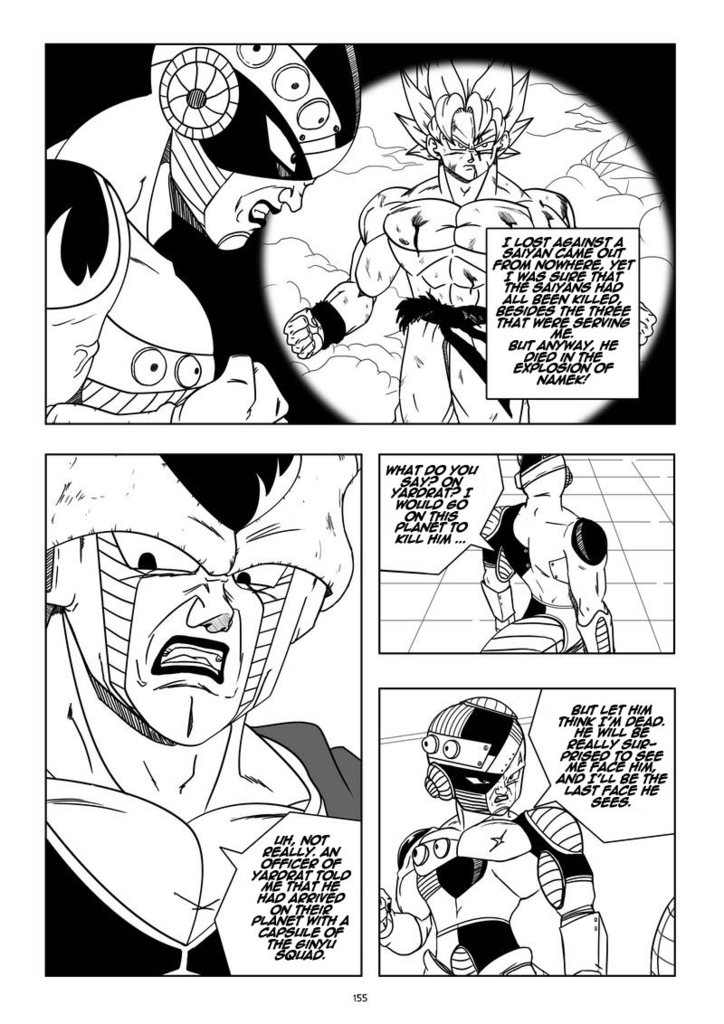 I LOST AGAINST A
SAIYAN CAME OUT
FROM NOWHERE. YET
I WAS SURE THAT
THE SAIYANS HAD
ALL BEEN KILLED,
BESIDES THE THREE
THAT WERE SERVING
ME.
BUT ANYWAY, HE
DIED IN THE
EXPLOSION OF
NAMEK!
WHAT DO YOU
SAY? ON
YARDRAT? I
WOULD GO
ON THIS
PLANET TO
KILL HIM ...
UH, NOT
REALLY. AN
OFFICER OF
YARDRAT TOLD
ME THAT HE
HAD ARRIVED
ON THEIR
PLANET WITH A
CAPSULE OF
THE GINYU
SQUAD.
BUT LET HIM
THINK I'M DEAD.
HE WILL BE
REALLY SUR-
PRISED TO SEE
ME FACE HIM,
AND I'LL BE THE
LAST FACE HE
SEES.
155